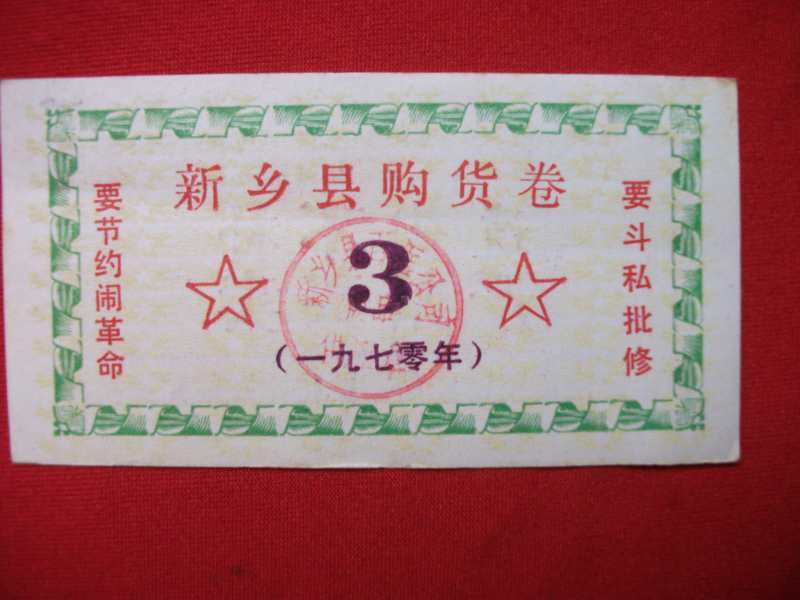 新乡县购货卷
要节约闹革命
3
要斗私批修
(一九七零年)